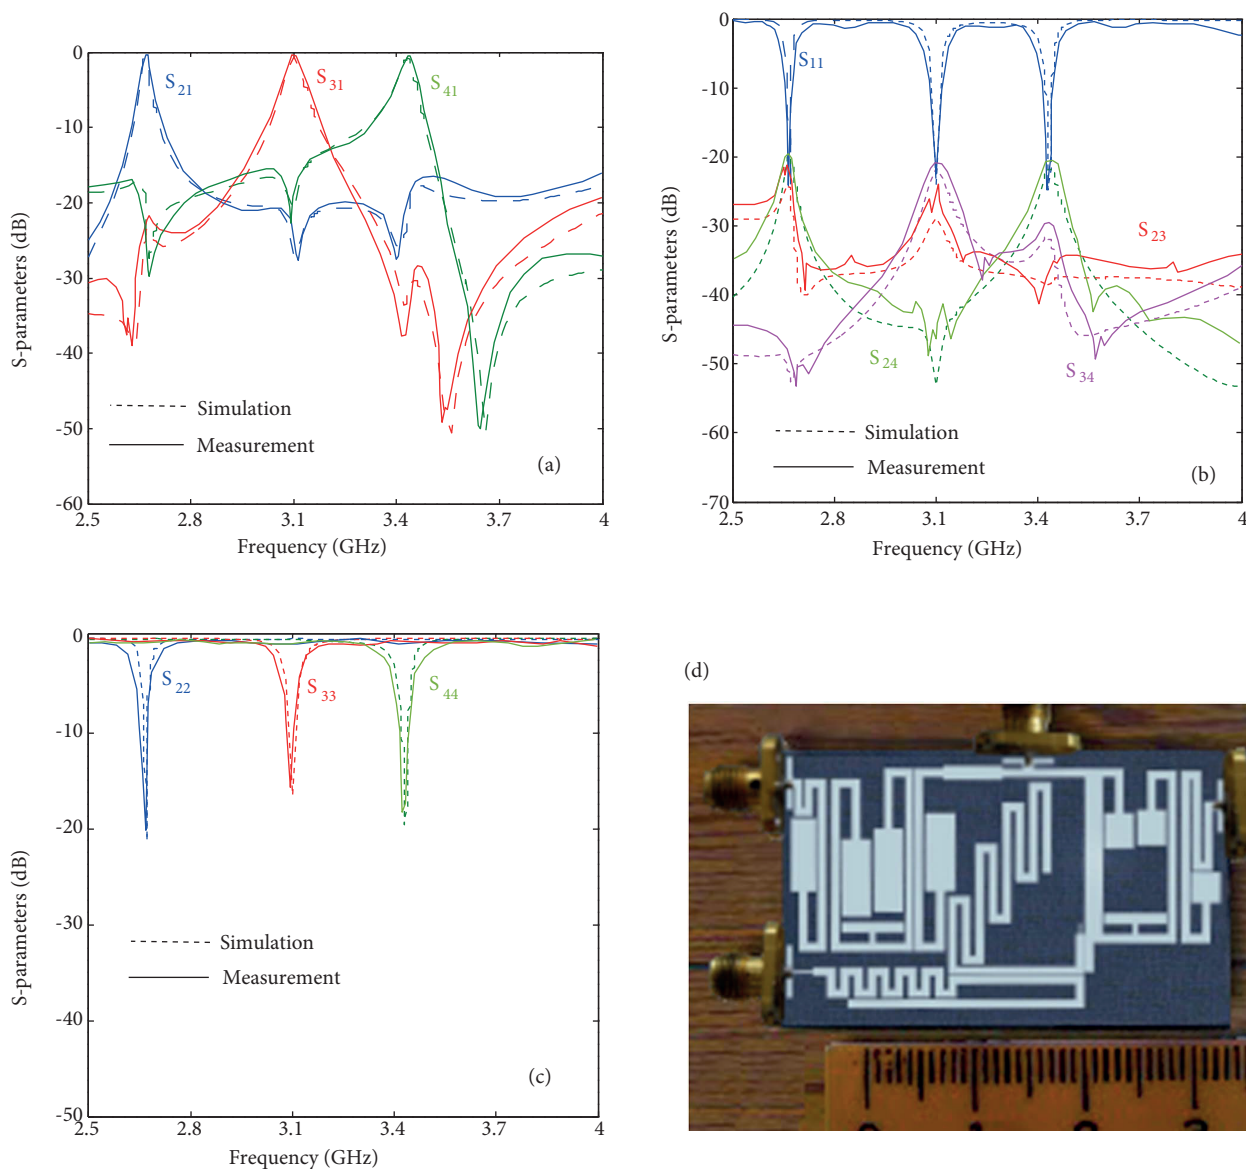 0
-10
-20
-30
-40
-50
-60
S-parameters (dB)
S21
S31
S41
Simulation
Measurement
(a)
2.5 2.8 3.1 3.4 3.7 4
Frequency (GHz)
0
-10
-20
-30
-40
-50
-60
-70
S-parameters (dB)
S11
S23
S24
S34
Simulation
Measurement
(b)
2.5 2.8 3.1 3.4 3.7 4
Frequency (GHz)
0
-10
-20
-30
-40
-50
S-parameters (dB)
S22
S33
S44
Simulation
Measurement
(c)
2.5 2.8 3.1 3.4 3.7 4
Frequency (GHz)
(d)